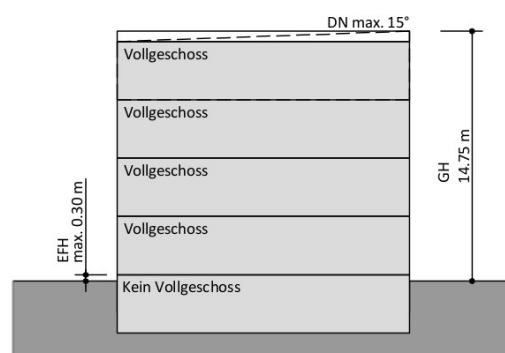 DN max. 15°
Vollgeschoss
Vollgeschoss
Vollgeschoss
Vollgeschoss
Kein Vollgeschoss
EFH
max. 0.30 m
GH
14.75 m